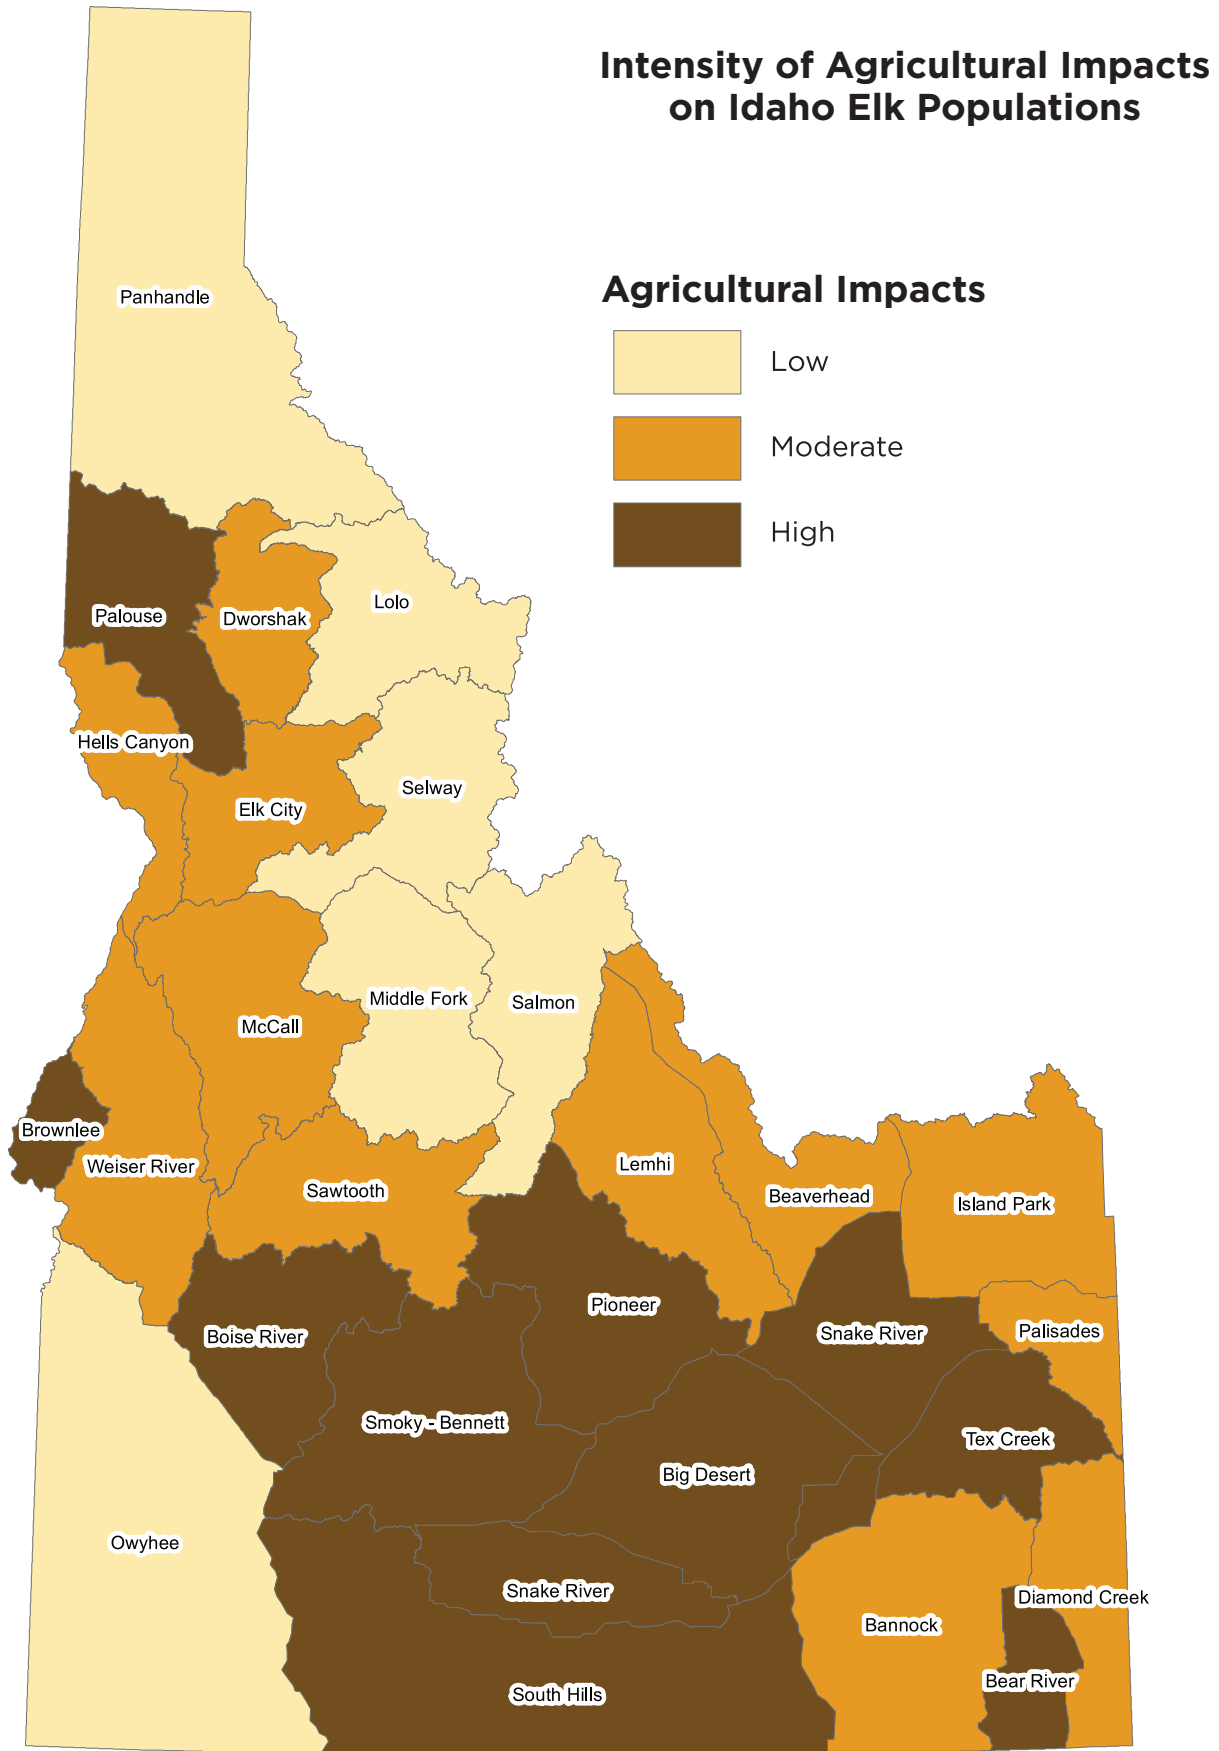 Intensity of Agricultural Impacts
on Idaho Elk Populations
Agricultural Impacts
Low
Moderate
High
Panhandle
Palouse
Dworshak
Lolo
Hells Canyon
Elk City
Selway
Middle Fork
Salmon
McCall
Brownlee
Weiser River
Sawtooth
Lemhi
Beaverhead
Island Park
Pioneer
Boise River
Snake River
Palisades
Smoky - Bennett
Tex Creek
Big Desert
Owyhee
Snake River
Diamond Creek
Bannock
Bear River
South Hills